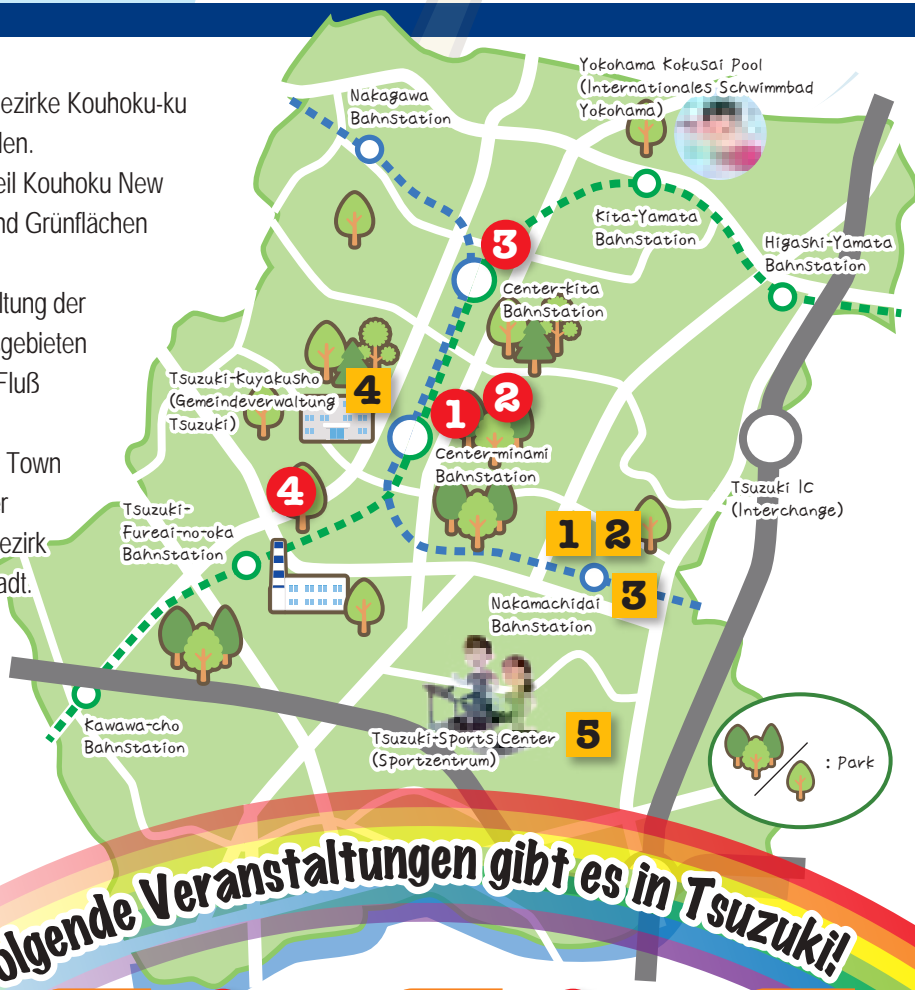 ezirke Kouhoku-ku
len.
eil Kouhoku New
nd Grünflächen
ltung der
gebieten
Fluß
Town
er
ezirk
adt.
Nakagawa
Bahnstation
Yokohama Kokusai Pool
(Internationales Schwimmbad
Yokohama)
Kita-Yamata
Bahnstation
Higashi-Yamata
Bahnstation
3
Center-kita
Bahnstation
Tsuzuki-Kuyakusho
(Gemeindeverwaltung
Tsuzuki)
4
1
2
Center-minami
Bahnstation
4
Tsuzuki-
Fureai-no-oka
Bahnstation
Tsuzuki IC
(Interchange)
1 2
3
Nakamachidai
Bahnstation
Kawawa-cho
Bahnstation
Tsuzuki-Sports Center
(Sportzentrum)
5
: Park
olgende Veranstaltungen gibt es in Tsuzuki!